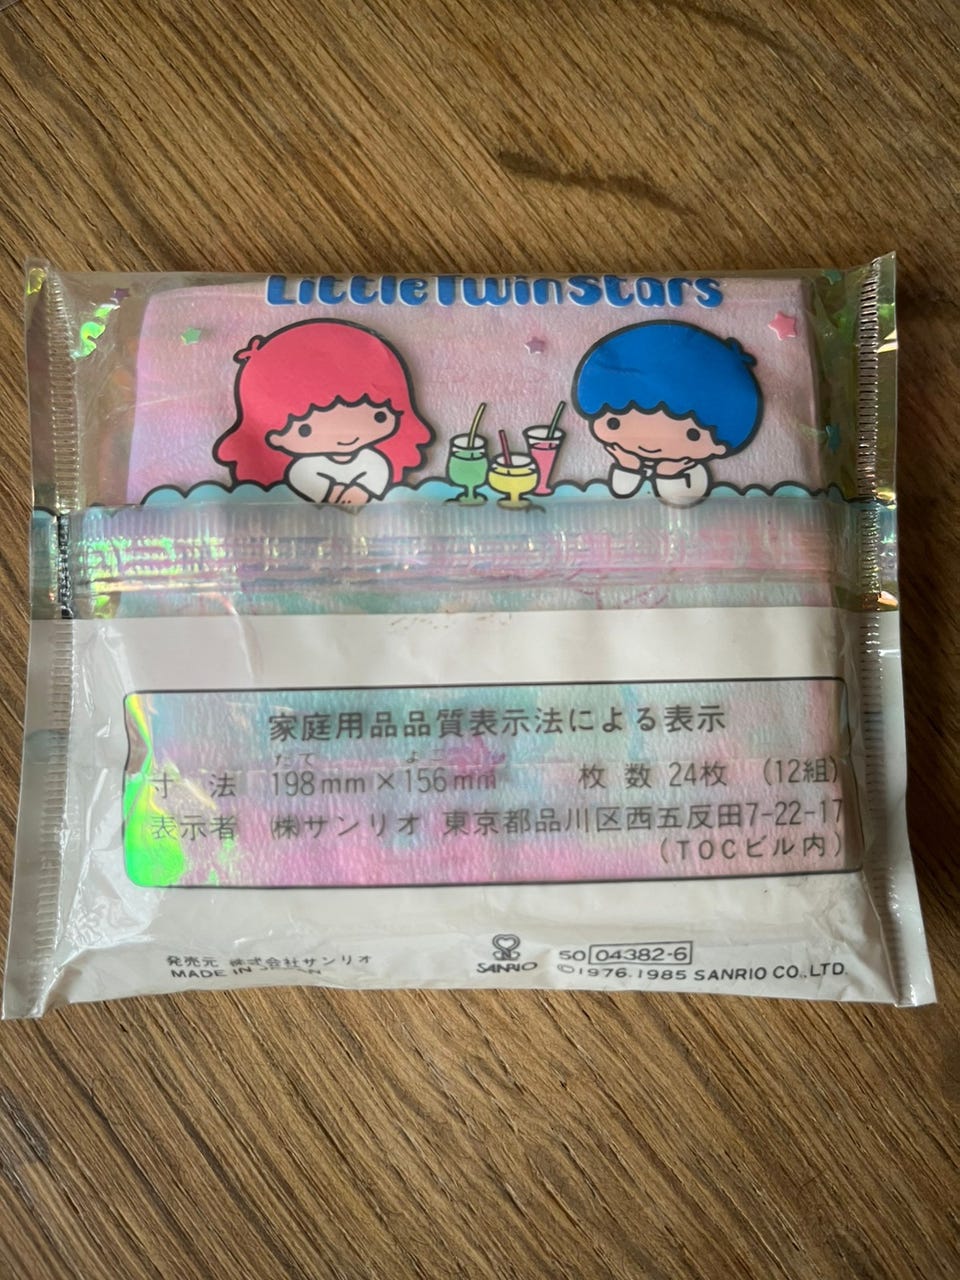 LittleTwinStars
家庭用品品質表示法による表示
たて よこ
寸 法 198mm×156mm 枚 数 24枚 (12組)
表示者 ㈱サンリオ 東京都品川区西五反田7-22-17
(TOCビル内)
発売元 株式会社サンリオ
MADE IN JAPAN
SANRIO
50 04382-6
©1976, 1985 SANRIO CO., LTD.